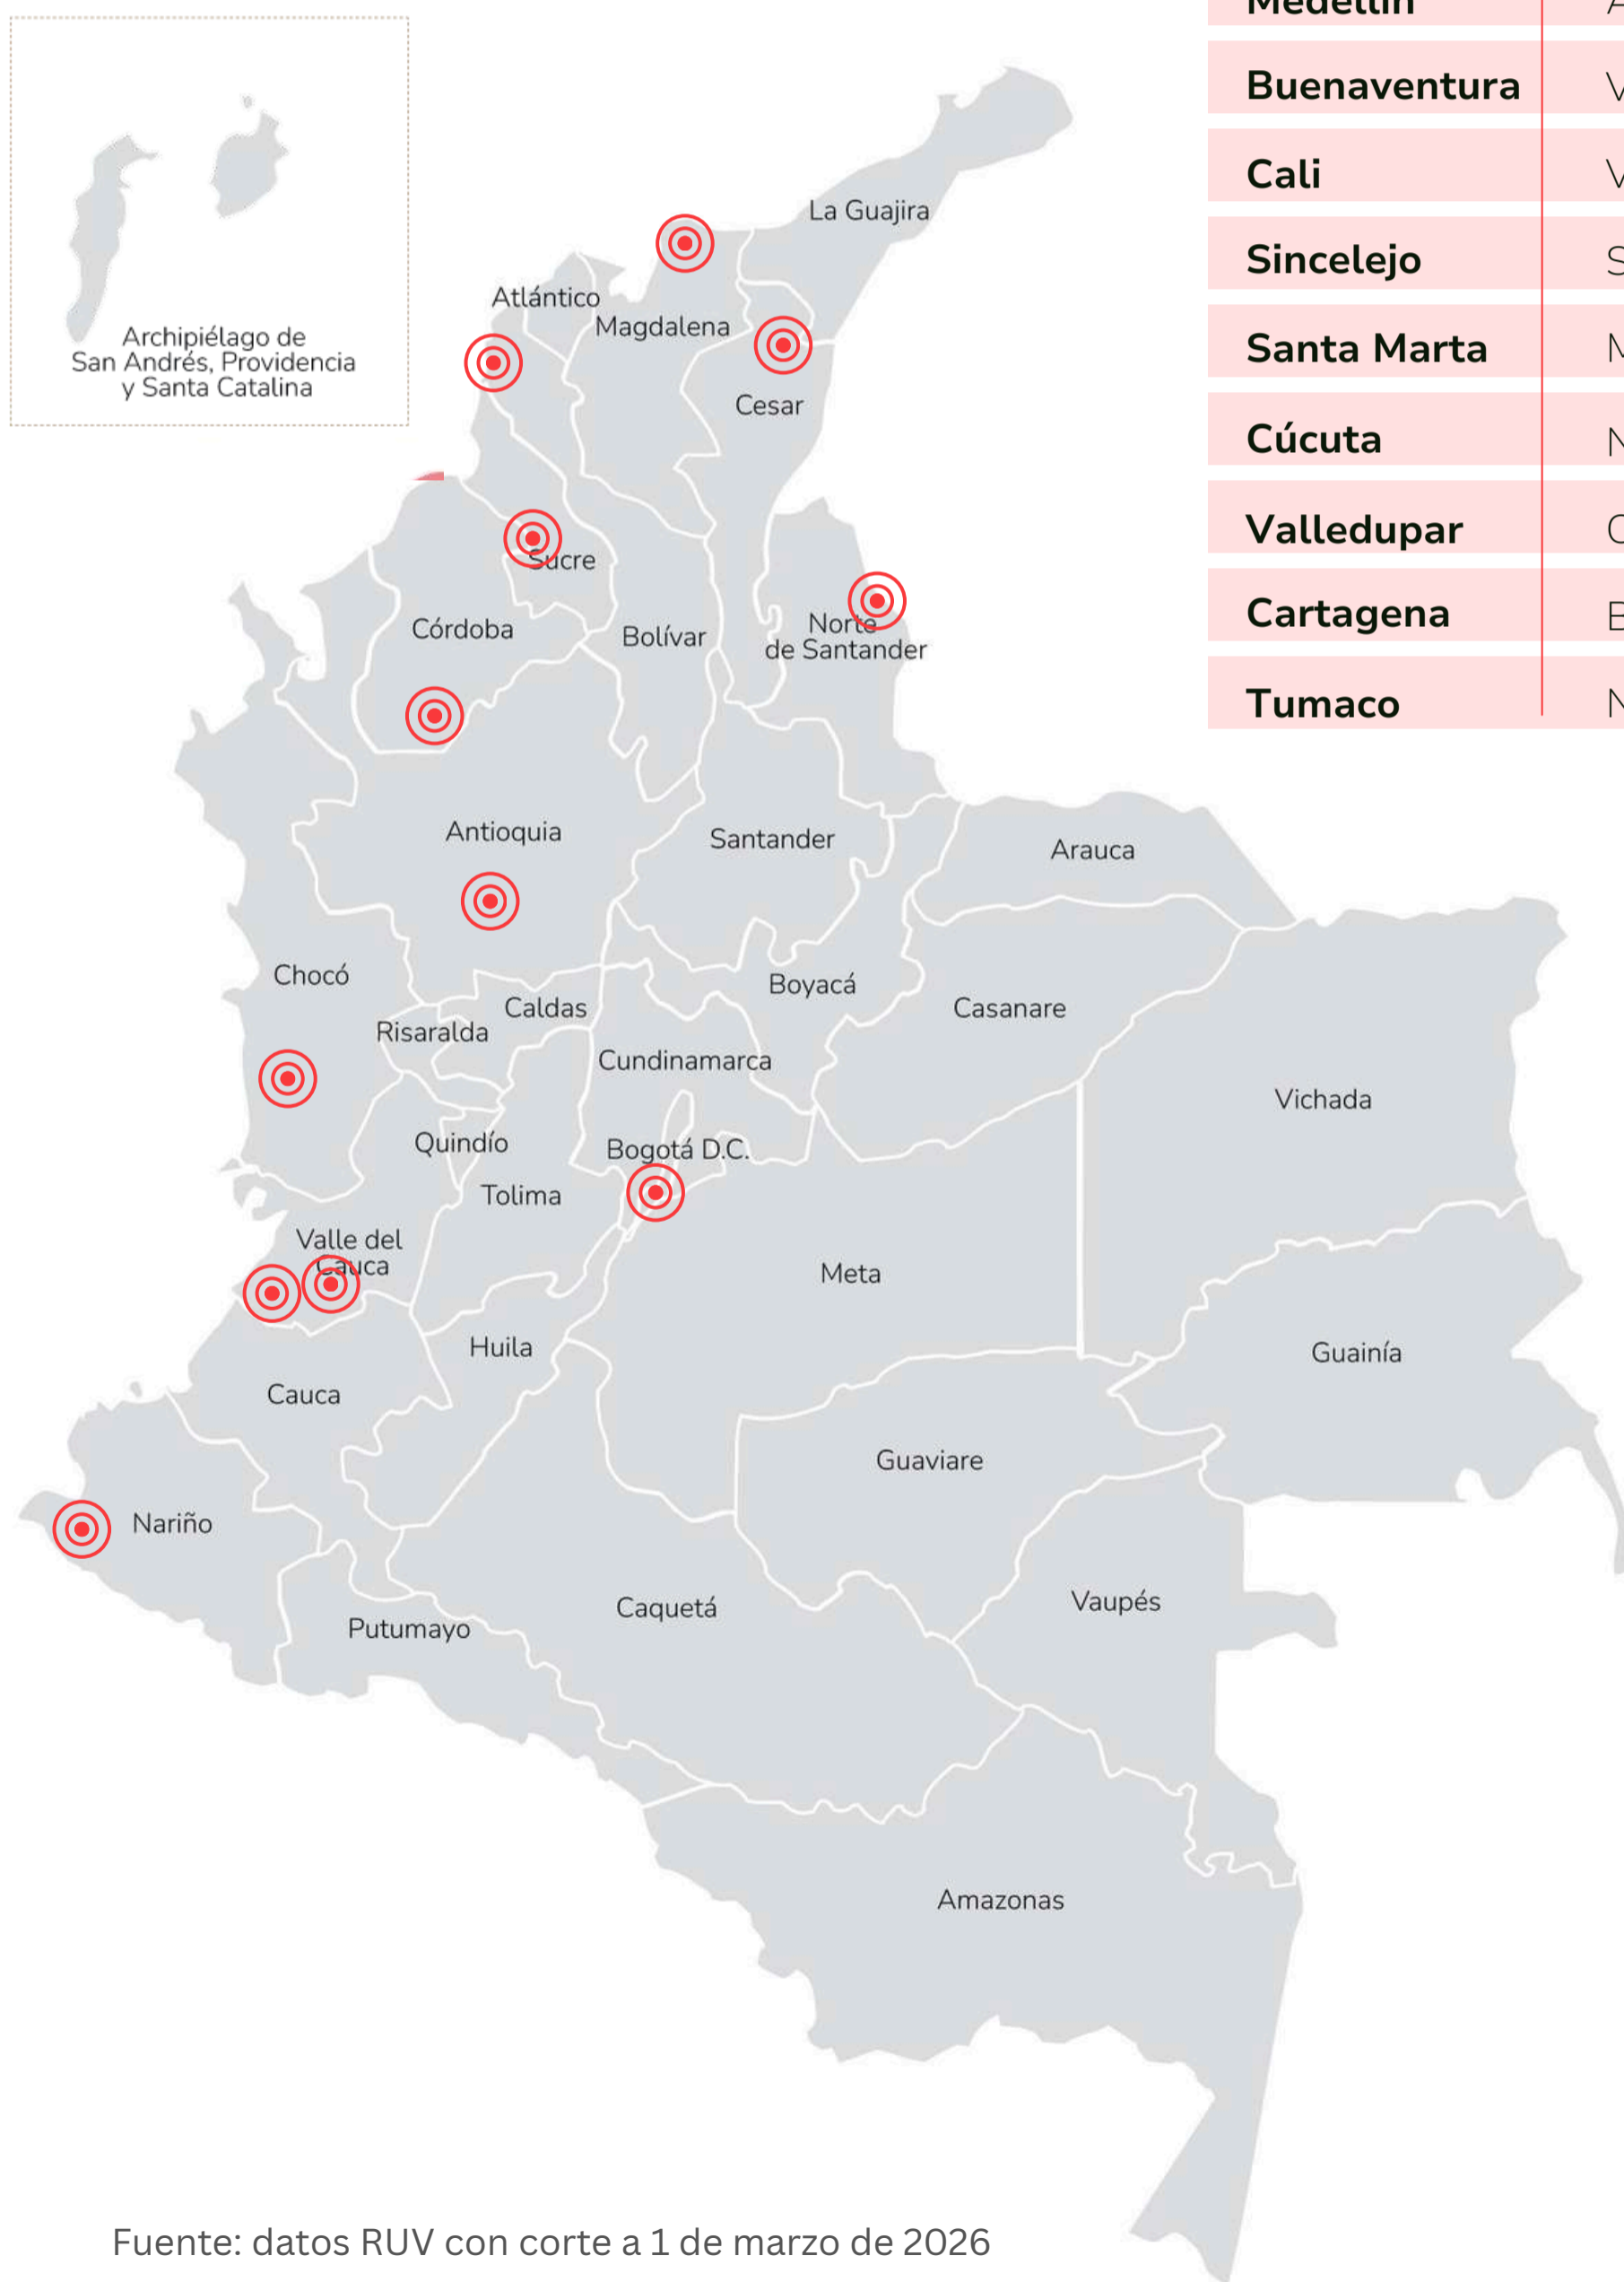 Medellín
Buenaventura
Cali
Sincelejo
Santa Marta
Cúcuta
Valledupar
Cartagena
Tumaco
Archipiélago de
San Andrés, Providencia
y Santa Catalina
La Guajira
Atlántico
Magdalena
Cesar
Sucre
Córdoba
Bolívar
Norte
de Santander
Antioquia
Santander
Arauca
Chocó
Boyacá
Caldas
Casanare
Risaralda
Cundinamarca
Vichada
Quindío
Bogotá D.C.
Tolima
Valle del
Cauca
Meta
Huila
Guainía
Cauca
Guaviare
Nariño
Vaupés
Caquetá
Putumayo
Amazonas
Fuente: datos RUV con corte a 1 de marzo de 2026